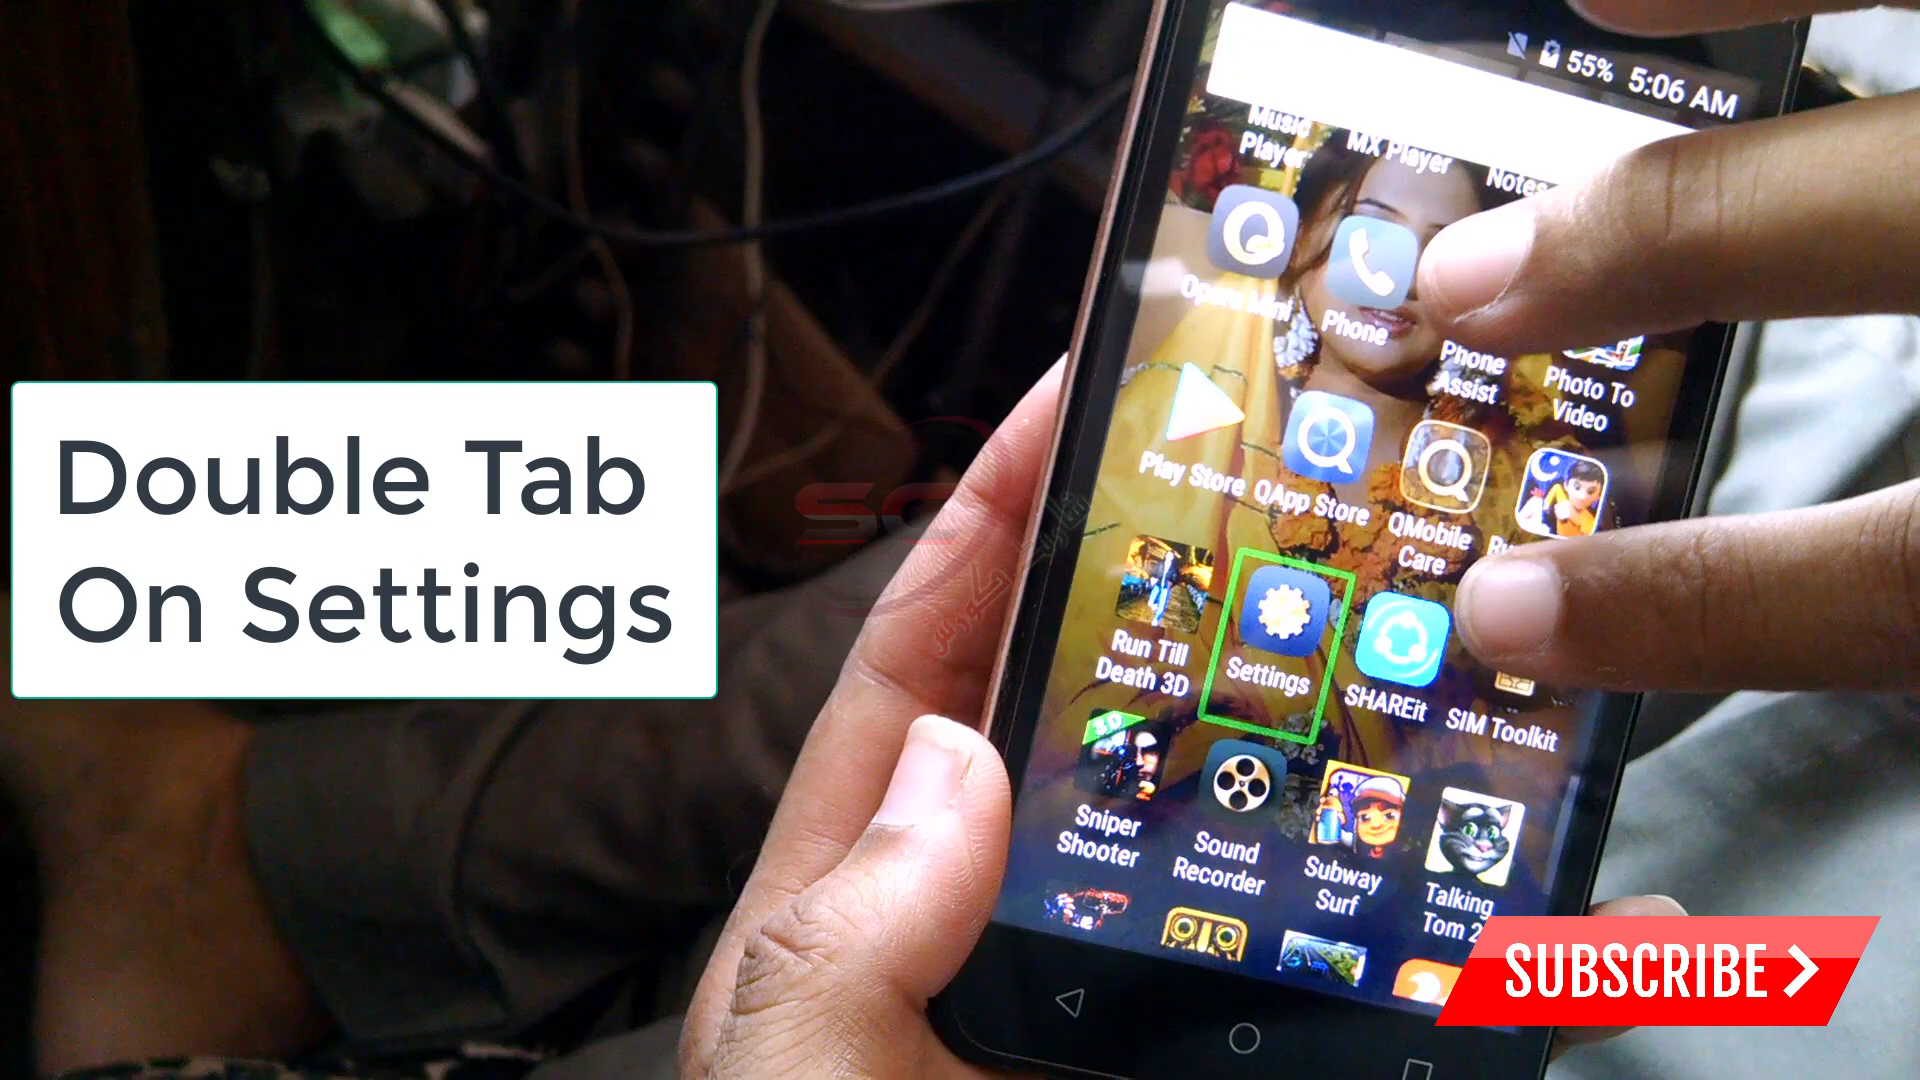 55% 5:06 AM
Music
Player
MX Player
Notes
Opera Mini
Phone
Phone
Assist
Photo To
Video
Play Store
QApp Store
QMobile
Care
Double Tab
On Settings
Run Till
Death 3D
Settings
SHAREit
SIM Toolkit
Sniper
Shooter
Sound
Recorder
Subway
Surf
Talking
Tom 2
SUBSCRIBE